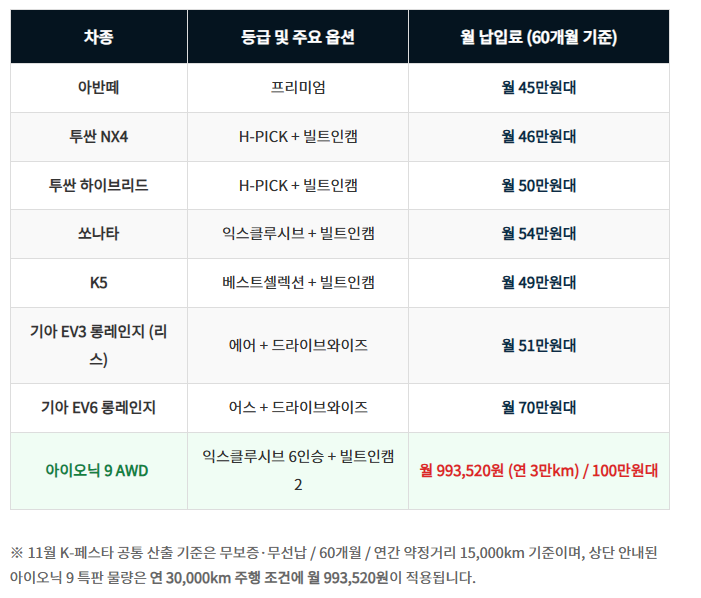 차종 등급 및 주요 옵션 월 납입료 (60개월 기준)
아반떼 프리미엄 월 45만원대
투싼 NX4 H-PICK + 빌트인캠 월 46만원대
투싼 하이브리드 H-PICK + 빌트인캠 월 50만원대
쏘나타 익스클루시브 + 빌트인캠 월 54만원대
K5 베스트셀렉션 + 빌트인캠 월 49만원대
기아 EV3 롱레인지 (리
스) 에어 + 드라이브와이즈 월 51만원대
기아 EV6 롱레인지 어스 + 드라이브와이즈 월 70만원대
아이오닉 9 AWD 익스클루시브 6인승 + 빌트인캠
2 월 993,520원 (연 3만km) / 100만원대
※ 11월 K-페스타 공통 산출 기준은 무보증·무선납 / 60개월 / 연간 약정거리 15,000km 기준이며, 상단 안내된
아이오닉 9 특판 물량은 연 30,000km 주행 조건에 월 993,520원이 적용됩니다.